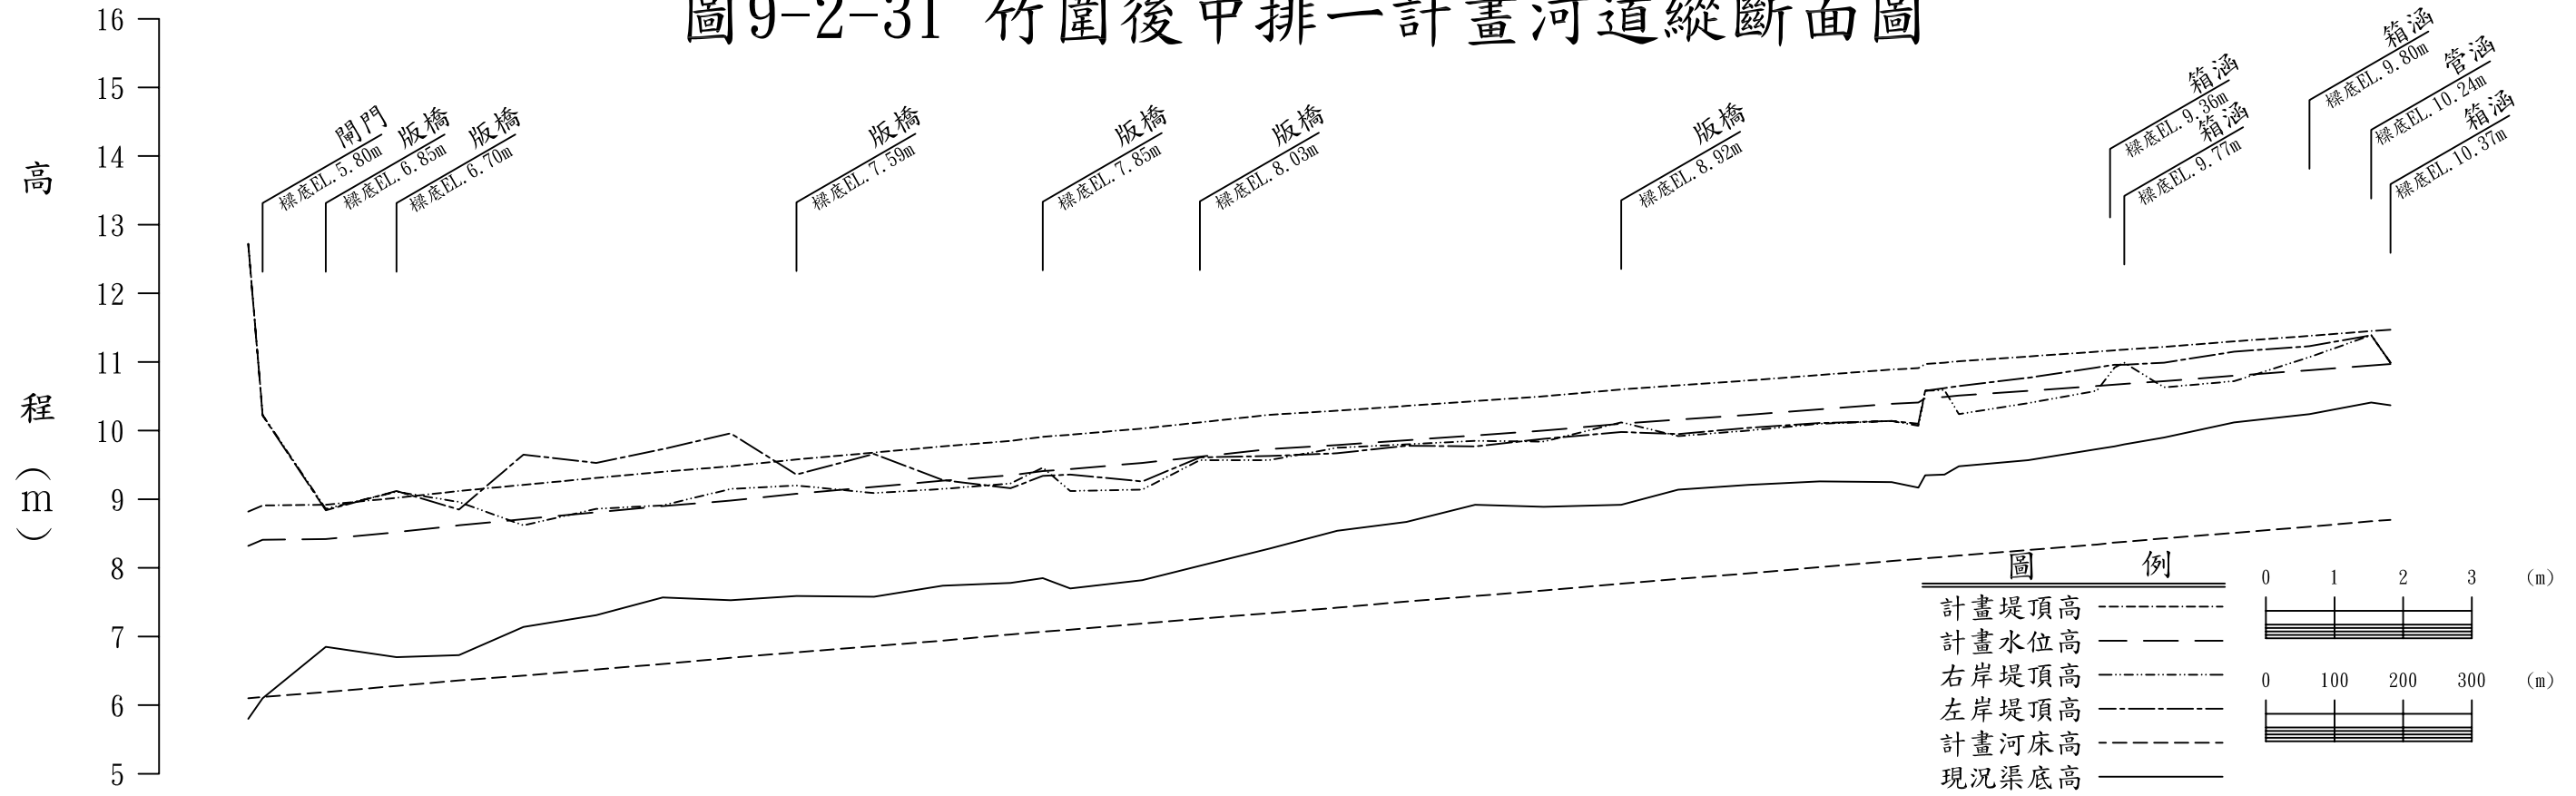 圖9-2-31 竹圍後中排一計畫河道縱斷面圖
高程(m)
16
15
14
13
12
11
10
9
8
7
6
5
閘門
樑底EL.5.80m
版橋
樑底EL.6.85m
版橋
樑底EL.6.70m
版橋
樑底EL.7.59m
版橋
樑底EL.7.85m
版橋
樑底EL.8.03m
版橋
樑底EL.8.92m
箱涵
樑底EL.9.36m
箱涵
樑底EL.9.77m
箱涵
樑底EL.9.80m
管涵
樑底EL.10.24m
箱涵
樑底EL.10.37m
圖 例
計畫堤頂高
計畫水位高
右岸堤頂高
左岸堤頂高
計畫河床高
現況渠底高
0 1 2 3 (m)
0 100 200 300 (m)